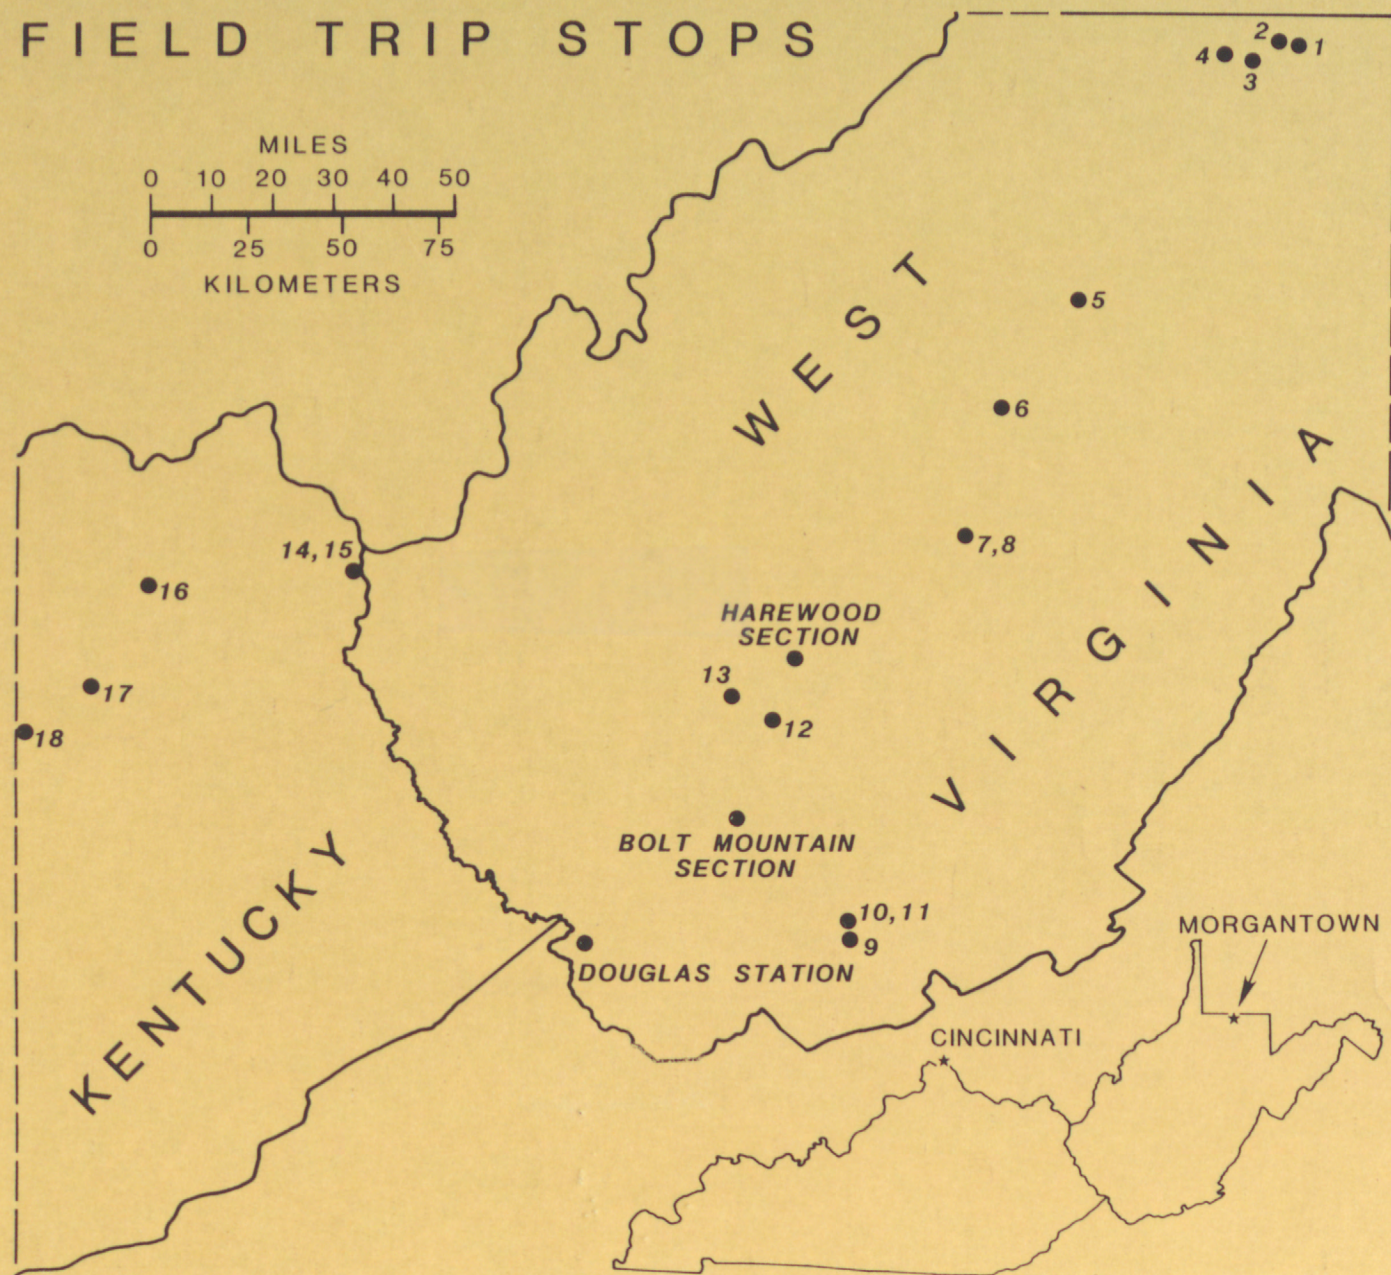 FIELD TRIP STOPS
MILES
0 10 20 30 40 50
0 25 50 75
KILOMETERS
2
1
4
3
5
6
7,8
WEST
VIRGINIA
14,15
16
17
18
HAREWOOD
SECTION
13
12
BOLT MOUNTAIN
SECTION
10,11
9
DOUGLAS STATION
KENTUCKY
MORGANTOWN
CINCINNATI